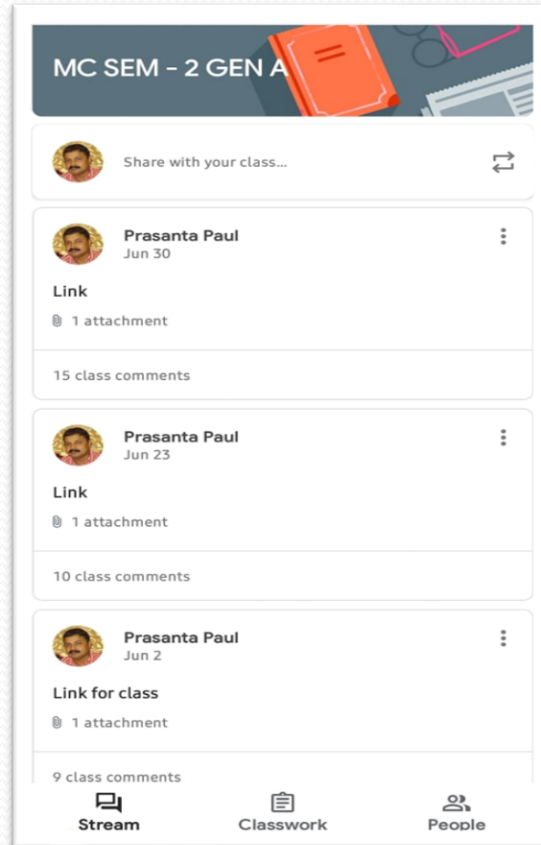 MC SEM - 2 GEN A
Share with your class...
Prasanta Paul
Jun 30
Link
1 attachment
15 class comments
Prasanta Paul
Jun 23
Link
1 attachment
10 class comments
Prasanta Paul
Jun 2
Link for class
1 attachment
9 class comments
Stream Classwork People